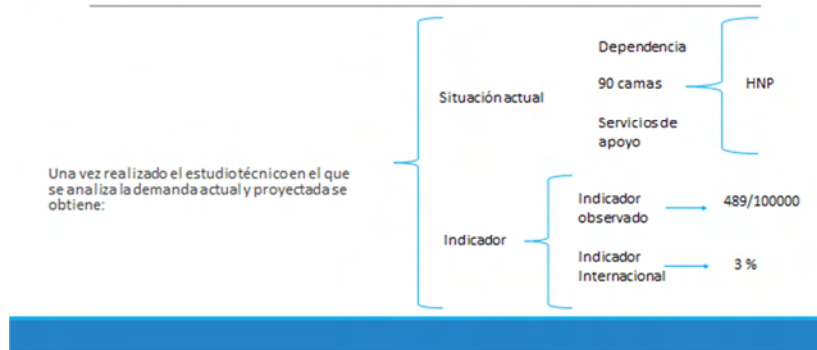 Una vez realizado el estudio técnico en el que
se analiza la demanda actual y proyectada se
obtiene:
Situación actual
Dependencia
90 camas
Servicios de
apoyo
HNP
Indicador
Indicador
observado
489/100000
Indicador
Internacional
3 %